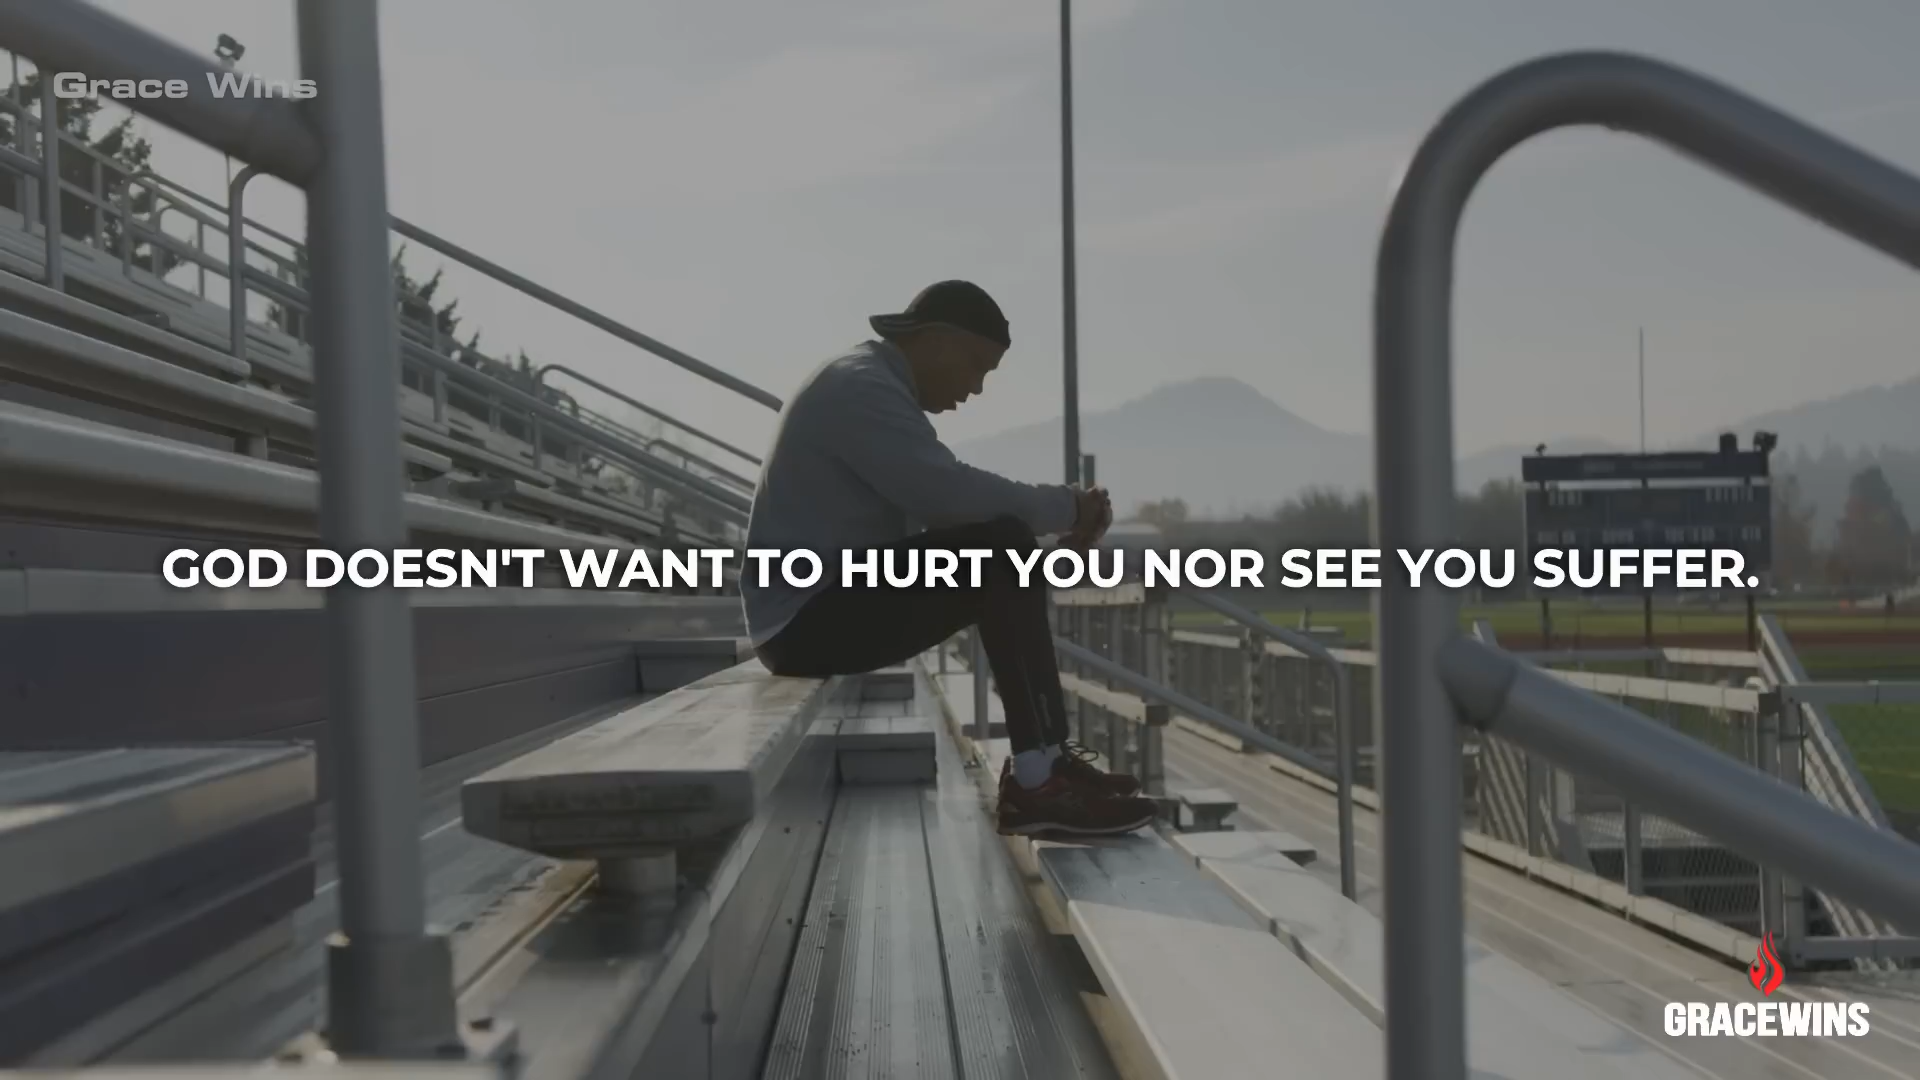 Grace Wins
GOD DOESN'T WANT TO HURT YOU NOR SEE YOU SUFFER.
GRACEWINS